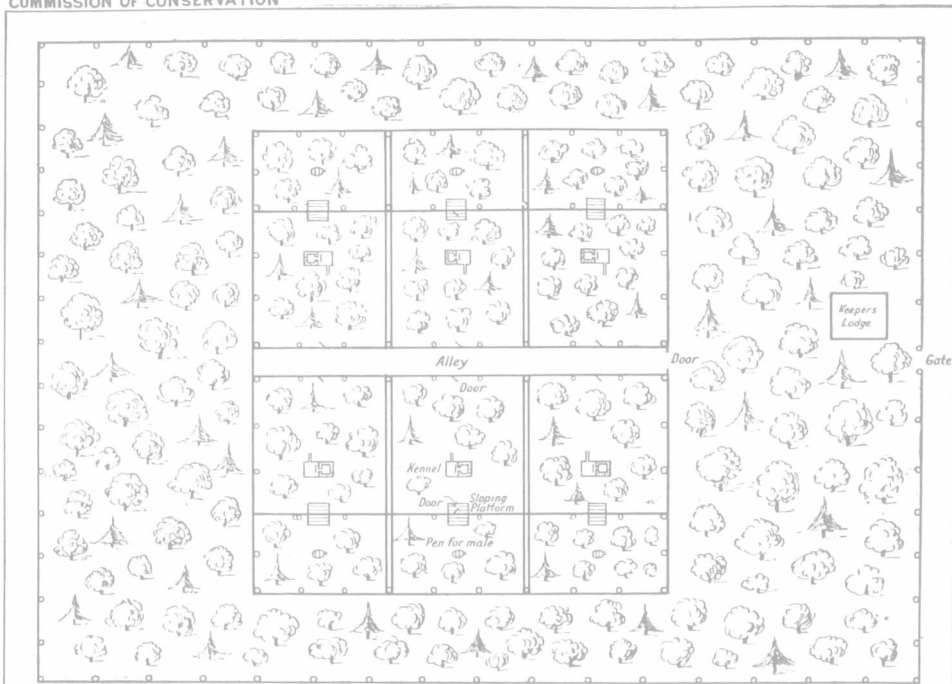 COMMISSION OF CONSERVATION
Keepers
Lodge
Alley
Door
Gate
Door
Kennel
Door
Sloping
Platform
Pen for male